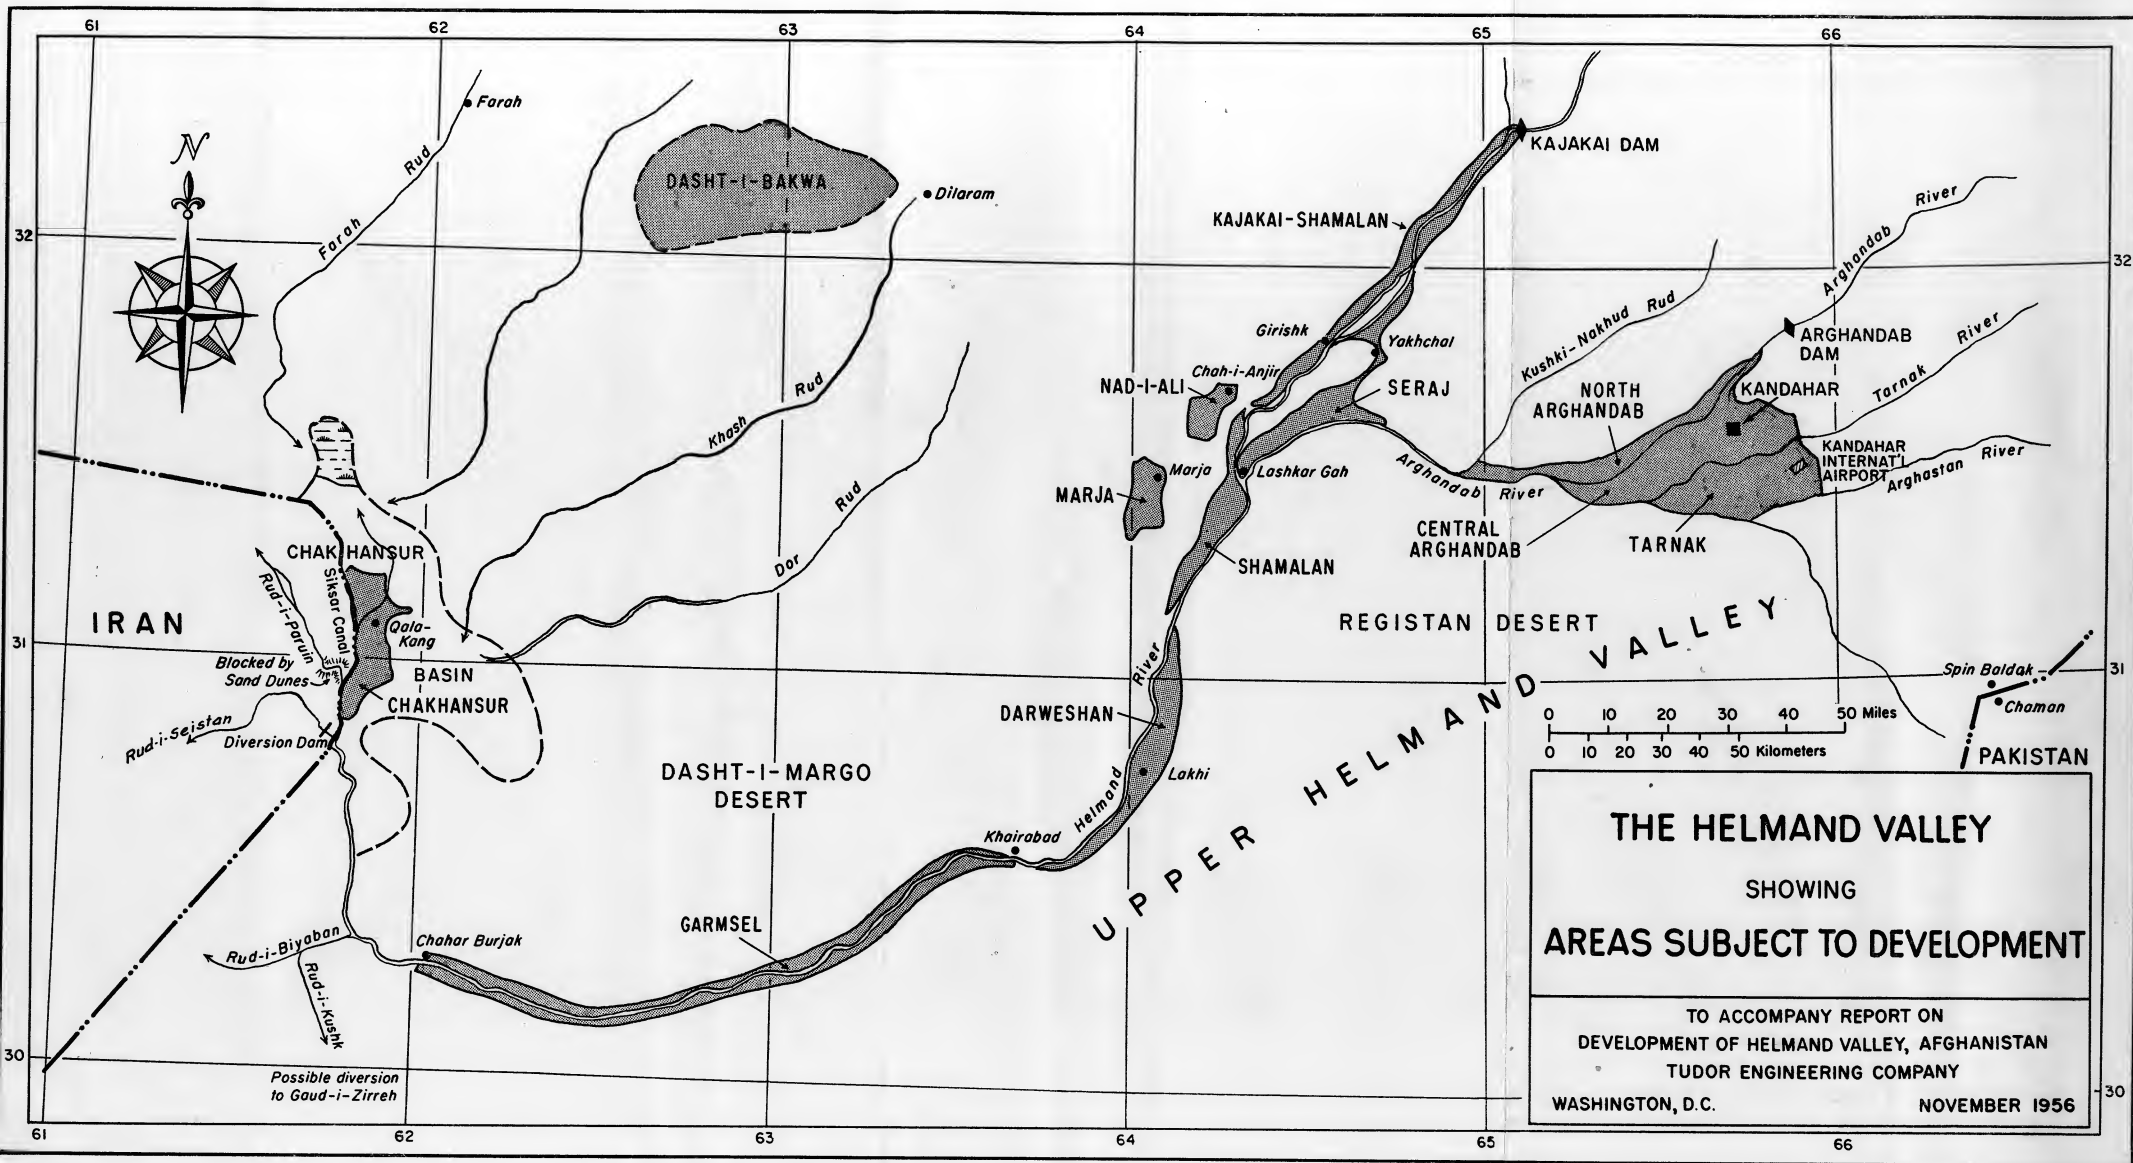 61 62 63 64 65 66
N
Farah
Farah Rud
DASHT-I-BAKWA
Dilaram
KAJAKAI DAM
KAJAKAI-SHAMALAN
Arghandab River
32
32
Girishk
Yakhchal
Kushki-Nakhud Rud
ARGHANDAB
DAM
Tarnak River
Chah-i-Anjir
NAD-I-ALI
SERAJ
NORTH
ARGHANDAB
KANDAHAR
Khash Rud
KANDAHAR
INTERNAT'L
AIRPORT
Arghastan River
Marja
MARJA
Lashkar Gah
Arghandab River
Dor Rud
CENTRAL
ARGHANDAB
TARNAK
SHAMALAN
CHAKHANSUR
Siksar Canal
Rud-i-Paruin
IRAN
Qala-
Kang
REGISTAN DESERT
31
31
Blocked by
Sand Dunes
BASIN
CHAKHANSUR
Rud-i-Seistan
Diversion Dam
DASHT-I-MARGO
DESERT
Helmand River
DARWESHAN
Lakhi
UPPER HELMAND VALLEY
Spin Baldak
Chaman
PAKISTAN
0 10 20 30 40 50 Miles
0 10 20 30 40 50 Kilometers
Khairabad
GARMSEL
Chahar Burjak
Rud-i-Biyaban
Rud-i-Kushk
30
30
Possible diversion
to Gaud-i-Zirreh
THE HELMAND VALLEY
SHOWING
AREAS SUBJECT TO DEVELOPMENT
TO ACCOMPANY REPORT ON
DEVELOPMENT OF HELMAND VALLEY, AFGHANISTAN
TUDOR ENGINEERING COMPANY
WASHINGTON, D.C. NOVEMBER 1956
61 62 63 64 65 66